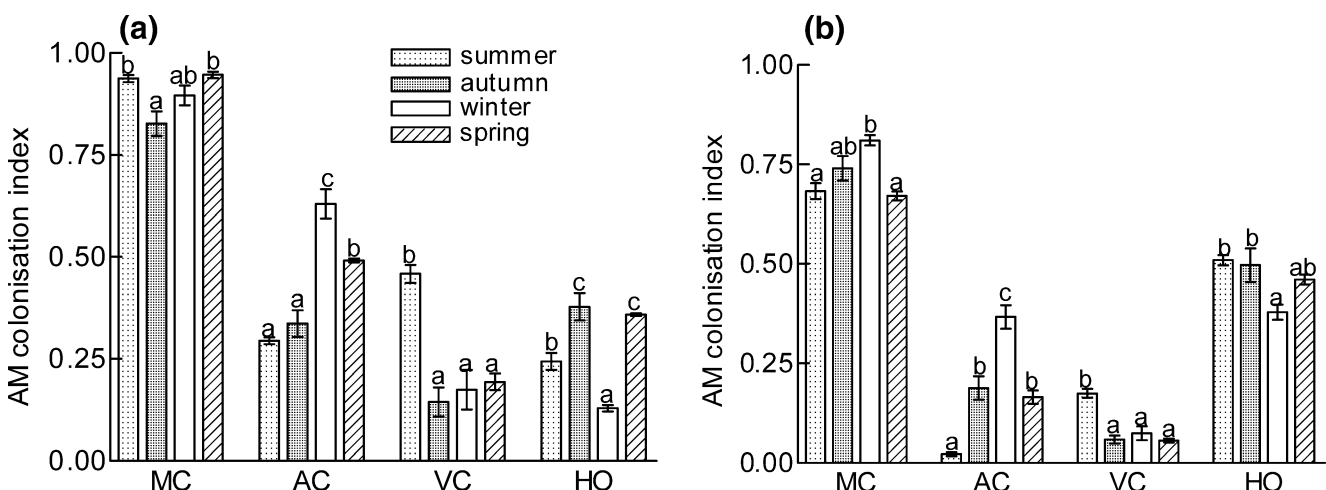 (a)
AM colonisation index
1.00
0.75
0.50
0.25
0.00
summer
autumn
winter
spring
b a ab b
a a c b
b a a a
b c a c
MC AC VC HO
(b)
AM colonisation index
1.00
0.75
0.50
0.25
0.00
a ab b a
a b c b
b a a a
b b a ab
MC AC VC HO